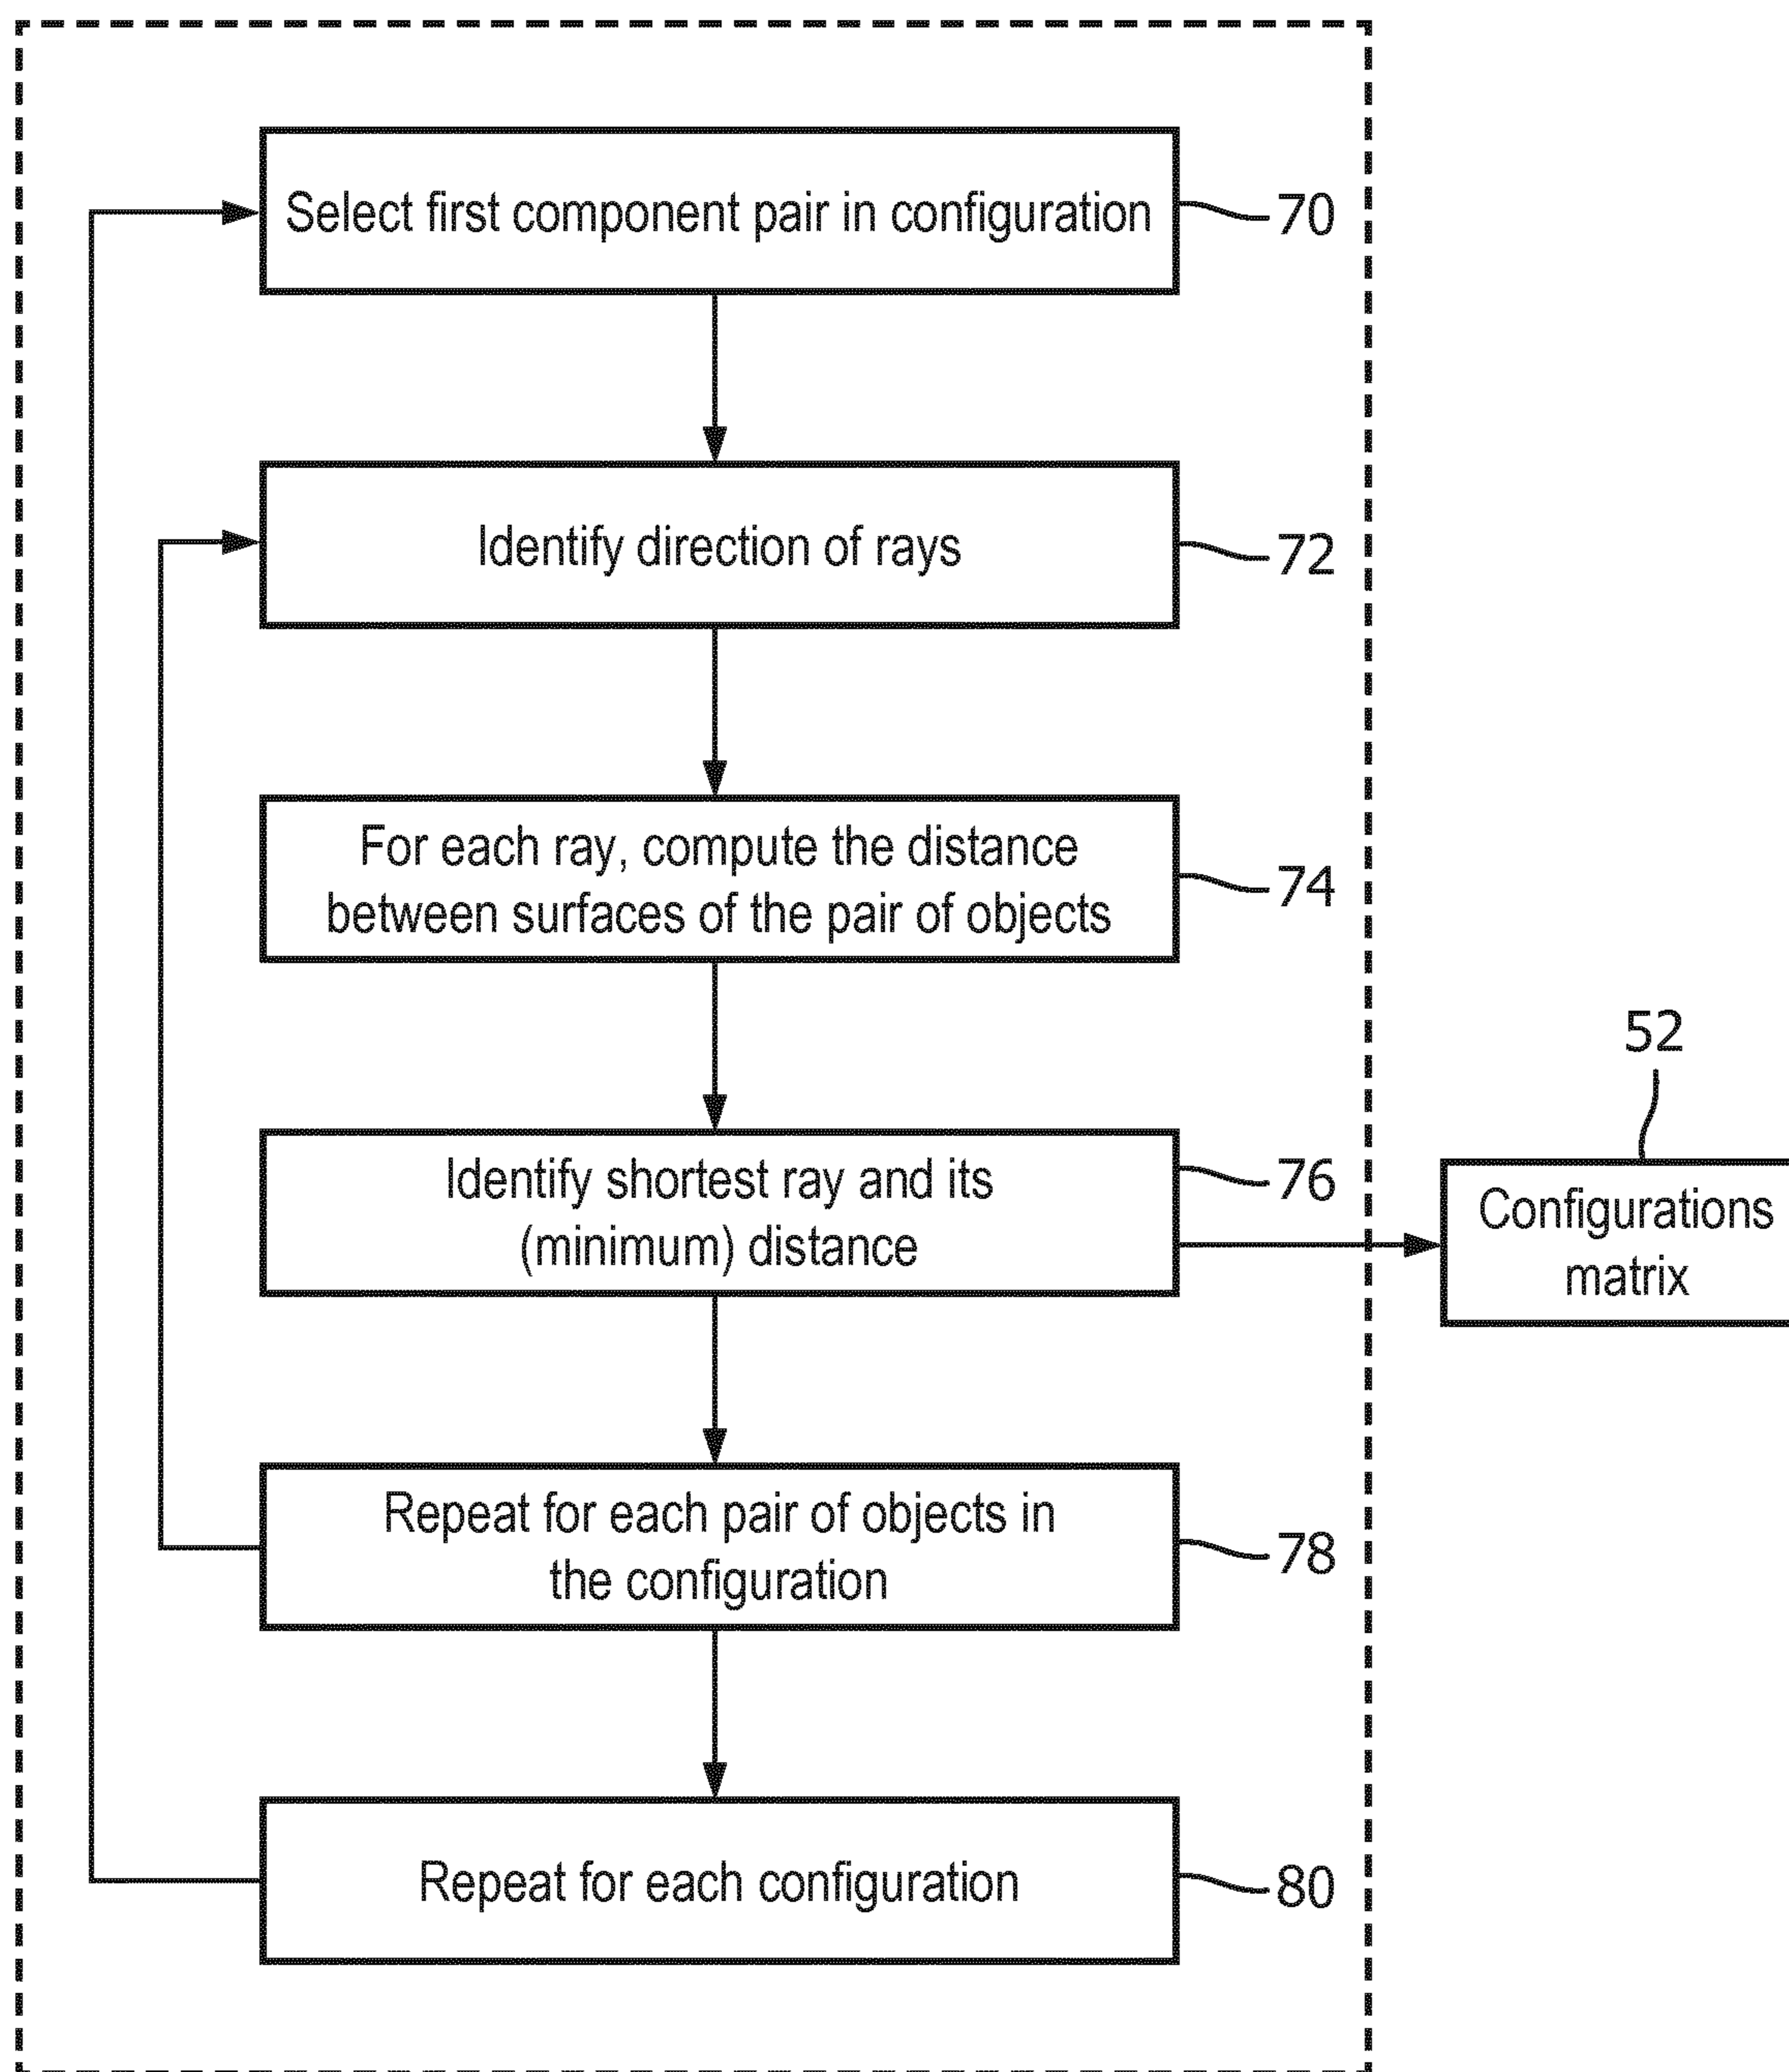 Select first component pair in configuration
70
Identify direction of rays
72
For each ray, compute the distance
between surfaces of the pair of objects
74
Identify shortest ray and its
(minimum) distance
76
52
Configurations
matrix
Repeat for each pair of objects in
the configuration
78
Repeat for each configuration
80